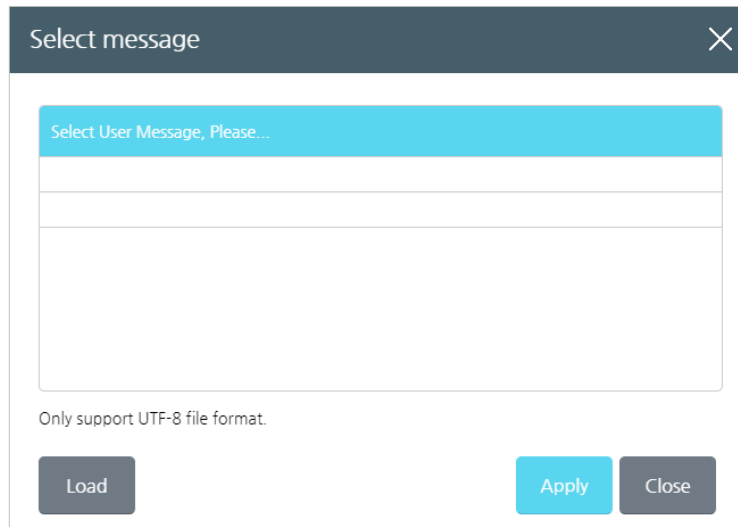 Select message
Select User Message, Please...
Only support UTF-8 file format.
Load
Apply
Close